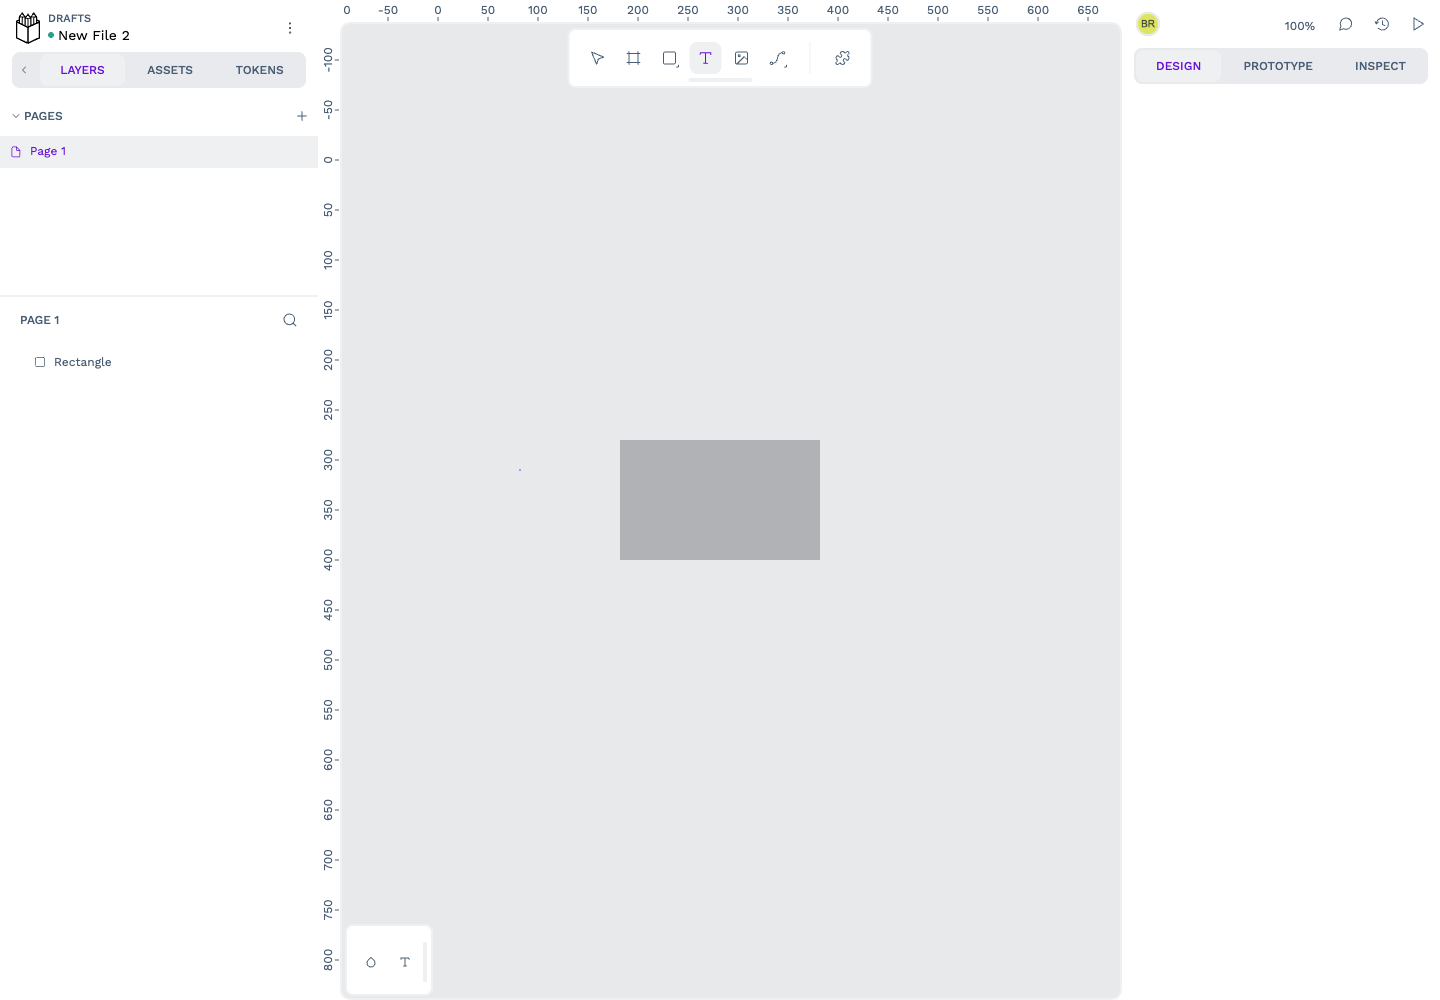 DRAFTS
New File 2
LAYERS
ASSETS
TOKENS
PAGES
Page 1
PAGE 1
Rectangle
0 -50 0 50 100 150 200 250 300 350 400 450 500 550 600 650
-100
-50
0
50
100
150
200
250
300
350
400
450
500
550
600
650
700
750
800
BR
100%
DESIGN
PROTOTYPE
INSPECT